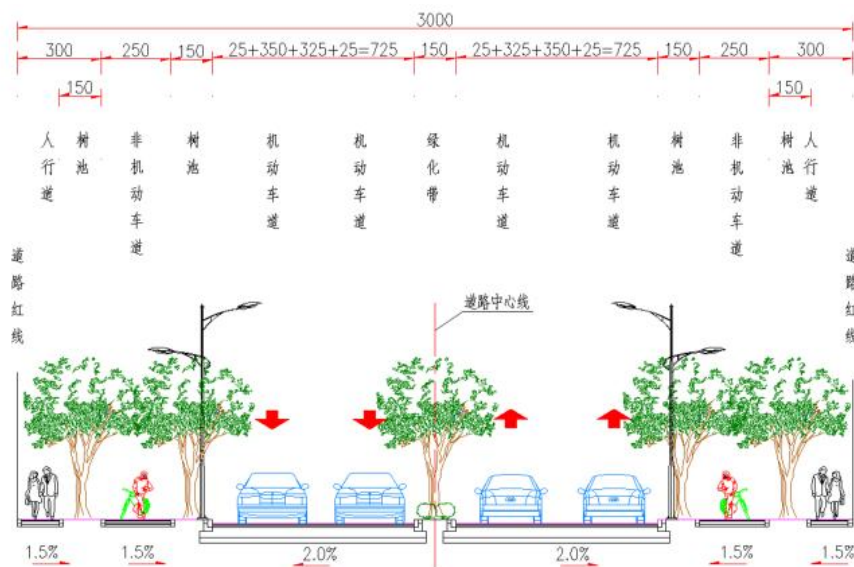 3000
300 250 150 25+350+325+25=725 150 25+325+350+25=725 150 250 300
150 150
人行道 树池 非机动车道 树池 机动车道 机动车道 绿化带 机动车道 机动车道 树池 非机动车道 树池 人行道
道路红线 道路红线
道路中心线
1.5% 1.5% 2.0% 2.0% 1.5% 1.5%